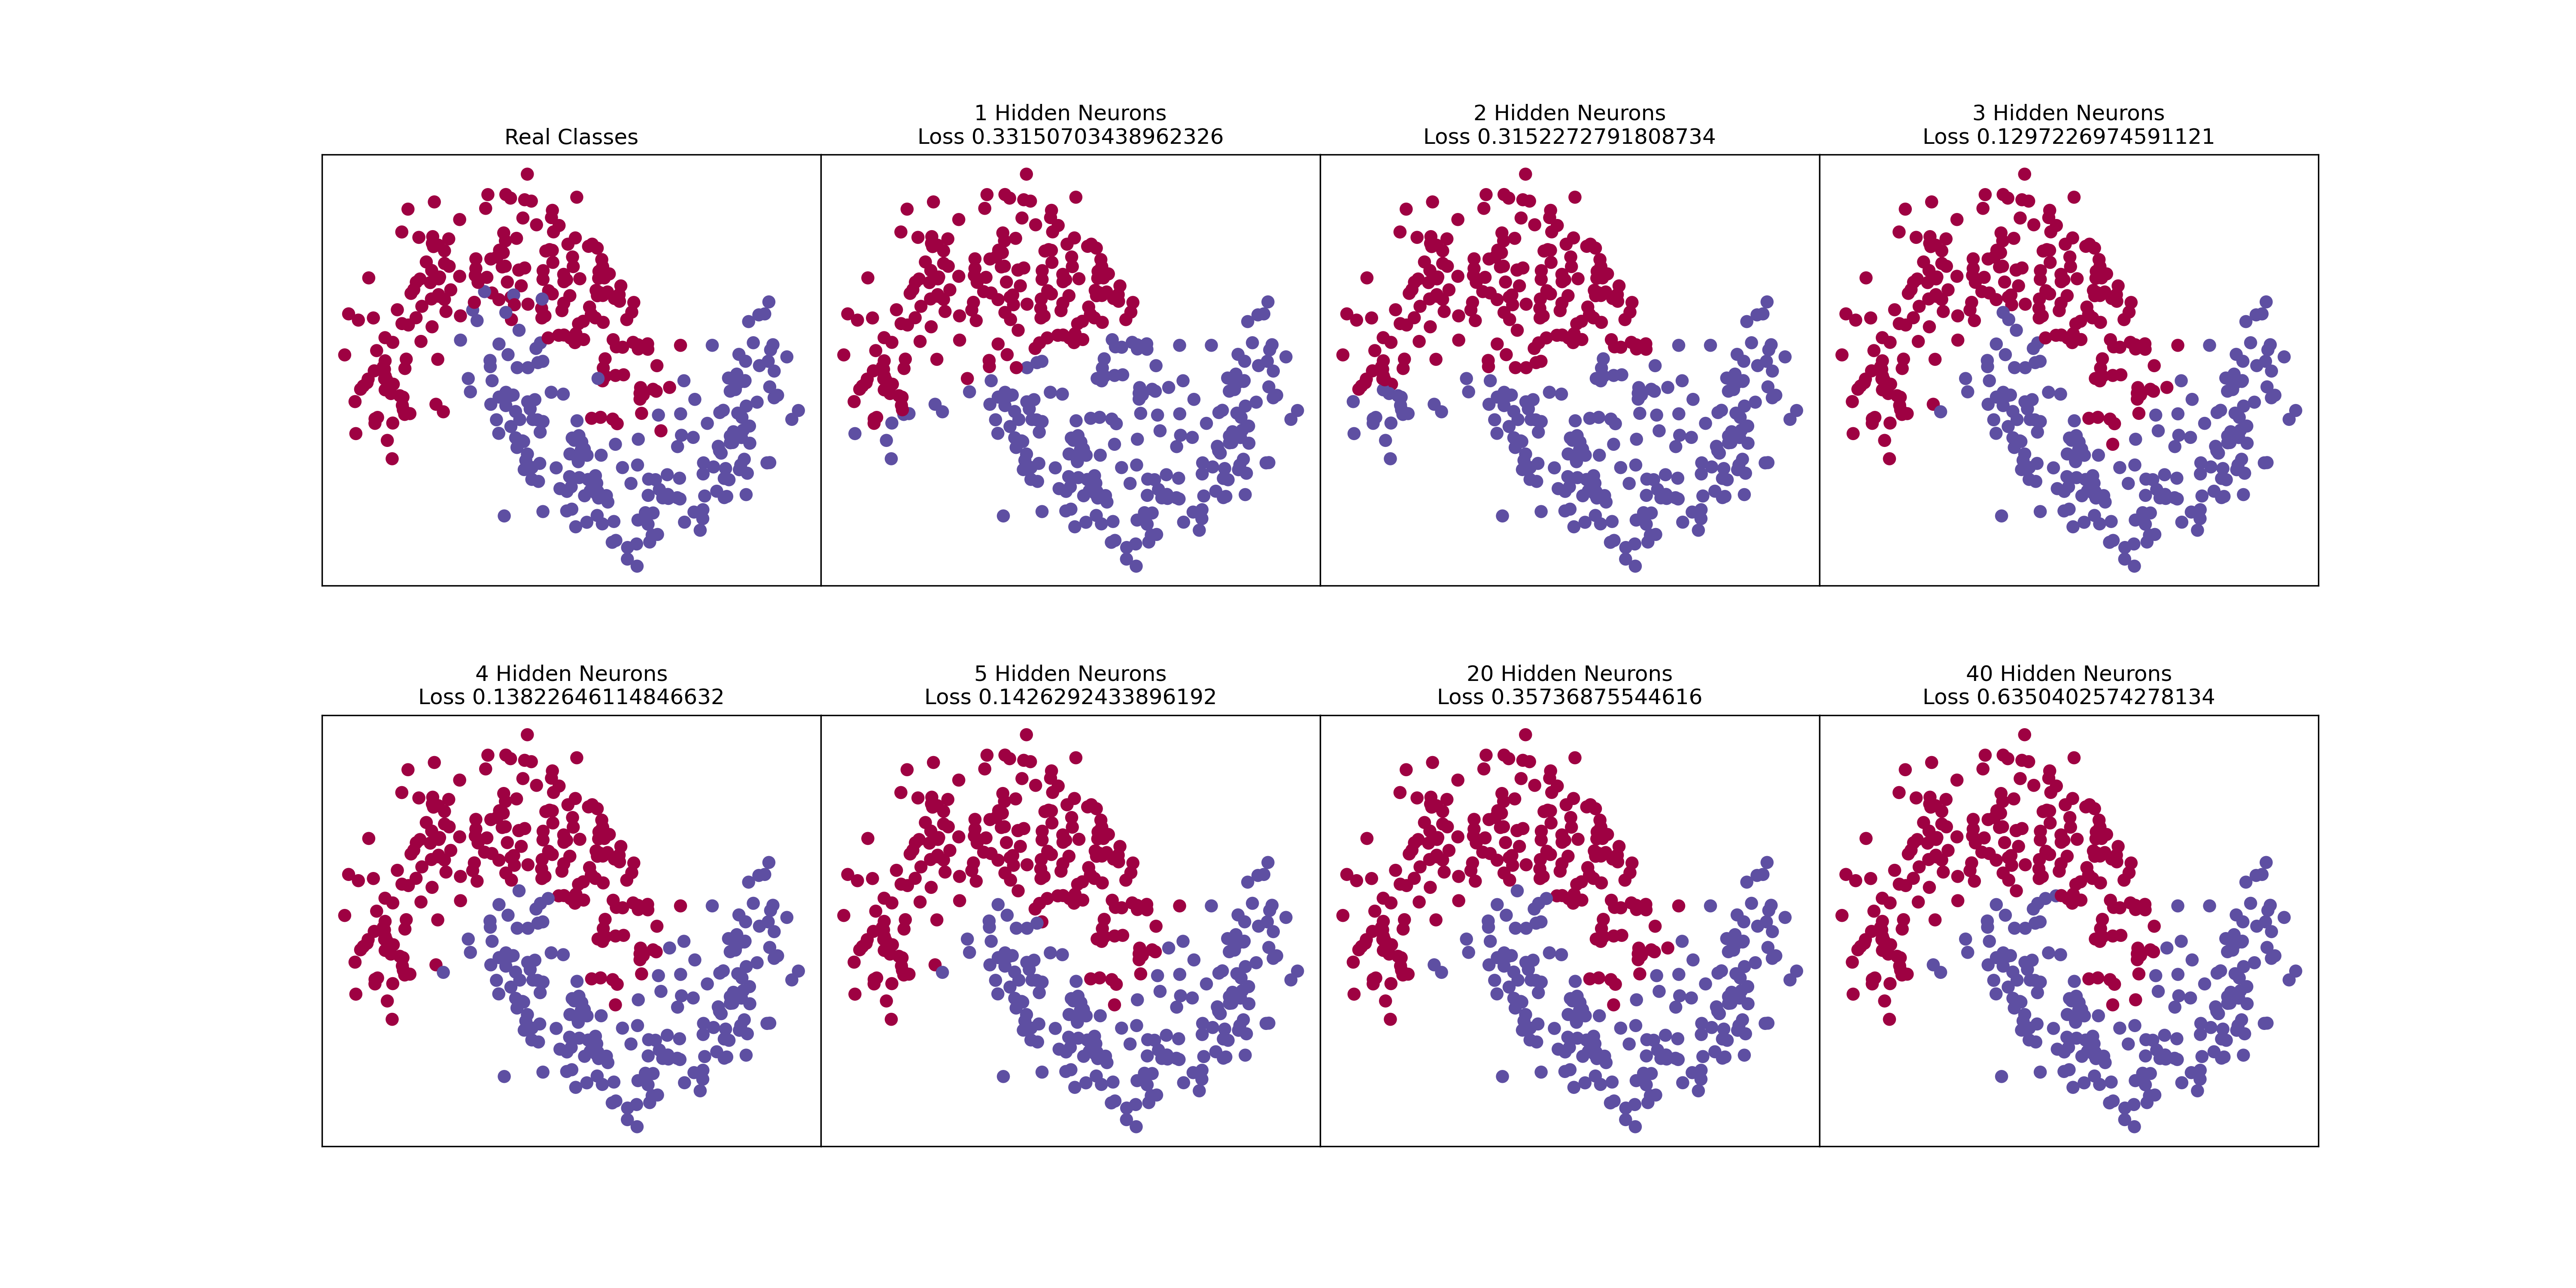 Real Classes
1 Hidden Neurons
Loss 0.33150703438962326
2 Hidden Neurons
Loss 0.3152272791808734
3 Hidden Neurons
Loss 0.1297226974591121
4 Hidden Neurons
Loss 0.13822646114846632
5 Hidden Neurons
Loss 0.1426292433896192
20 Hidden Neurons
Loss 0.35736875544616
40 Hidden Neurons
Loss 0.6350402574278134